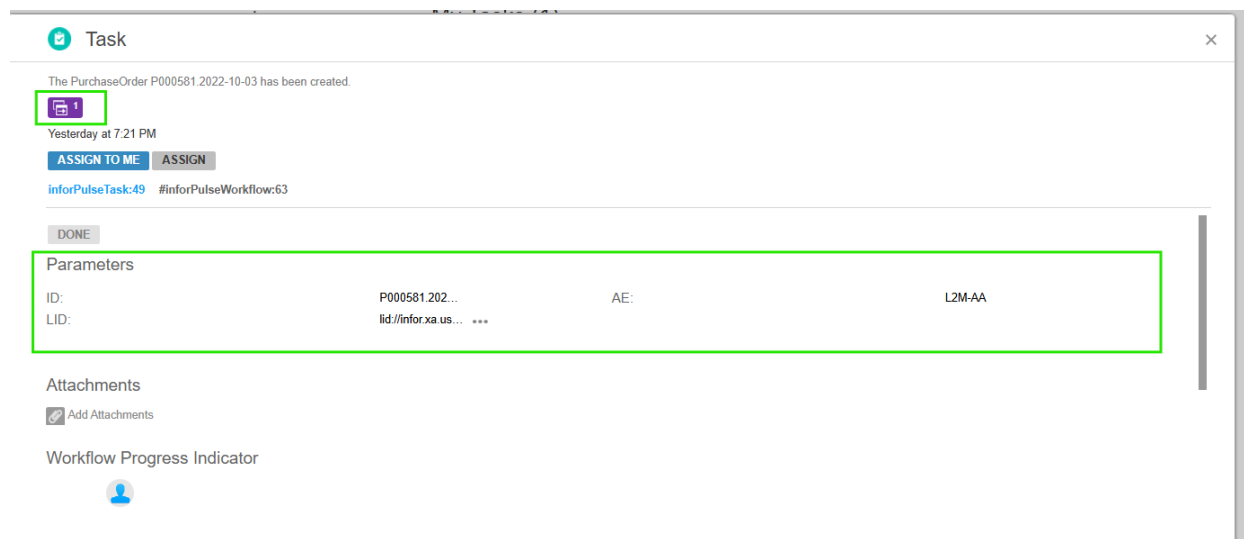 Task
The PurchaseOrder P000581.2022-10-03 has been created.
1
Yesterday at 7:21 PM
ASSIGN TO ME ASSIGN
inforPulseTask:49 #inforPulseWorkflow:63
DONE
Parameters
ID: P000581.202... AE: L2M-AA
LID: lid://infor.xa.us... •••
Attachments
Add Attachments
Workflow Progress Indicator